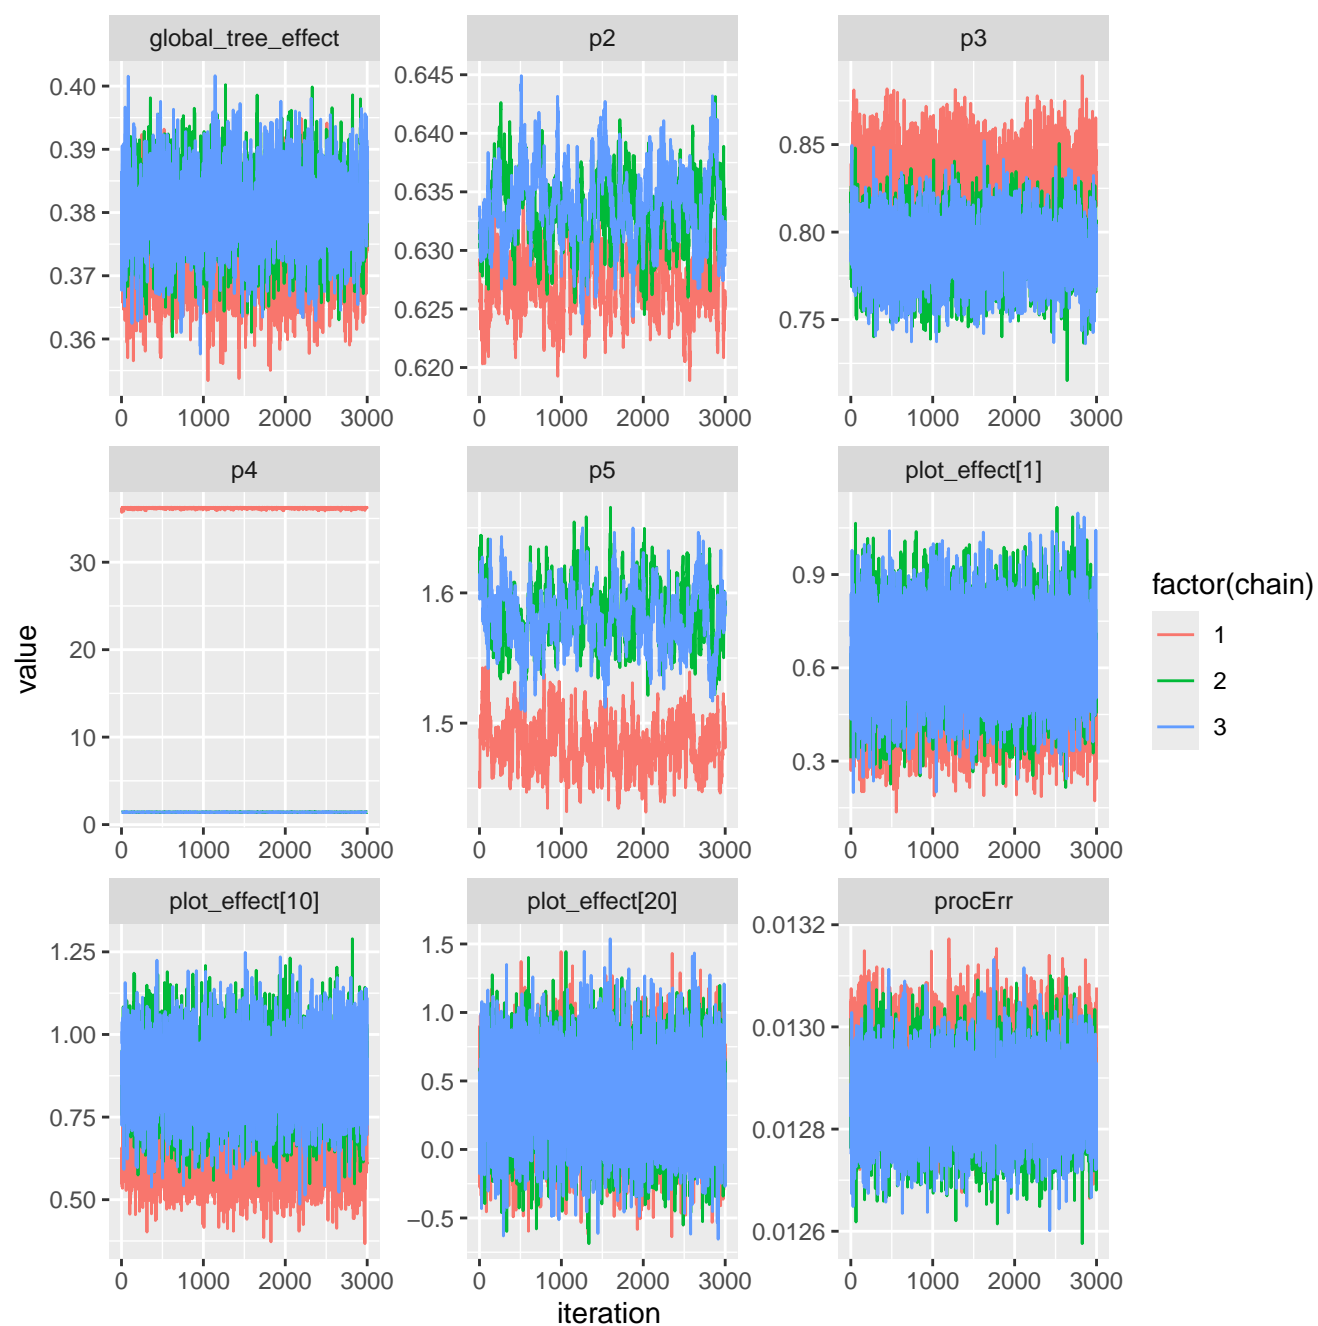 global_tree_effect
p2
p3
0.40
0.39
0.38
0.37
0.36
0.645
0.640
0.635
0.630
0.625
0.620
0.85
0.80
0.75
0 1000 2000 3000
0 1000 2000 3000
0 1000 2000 3000
p4
p5
plot_effect[1]
30
20
10
0
1.6
1.5
0.9
0.6
0.3
0 1000 2000 3000
0 1000 2000 3000
0 1000 2000 3000
plot_effect[10]
plot_effect[20]
procErr
1.25
1.00
0.75
0.50
1.5
1.0
0.5
0.0
−0.5
0.0132
0.0130
0.0128
0.0126
0 1000 2000 3000
0 1000 2000 3000
0 1000 2000 3000
value
iteration
factor(chain)
1
2
3